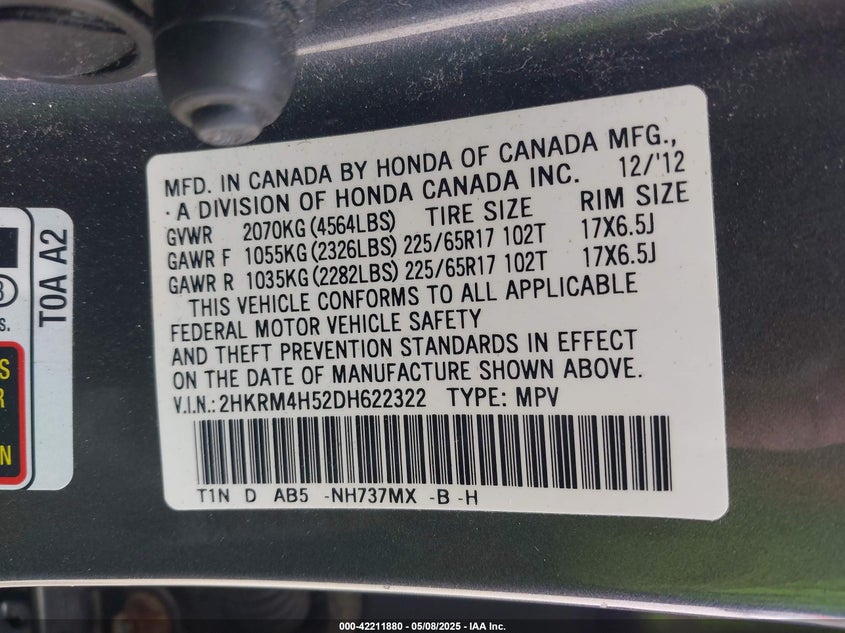 MFD. IN CANADA BY HONDA OF CANADA MFG.,
·A DIVISION OF HONDA CANADA INC. 12/'12
GVWR 2070KG(4564LBS) TIRE SIZE RIM SIZE
GAWR F 1055KG(2326LBS) 225/65R17 102T 17X6.5J
GAWR R 1035KG(2282LBS) 225/65R17 102T 17X6.5J
THIS VEHICLE CONFORMS TO ALL APPLICABLE
FEDERAL MOTOR VEHICLE SAFETY
AND THEFT PREVENTION STANDARDS IN EFFECT
ON THE DATE OF MANUFACTURE SHOWN ABOVE.
V.I.N.:2HKRM4H52DH622322 TYPE: MPV
T1N D AB5 -NH737MX -B -H
T0A A2
000-42211880 - 05/08/2025 - IAA Inc.